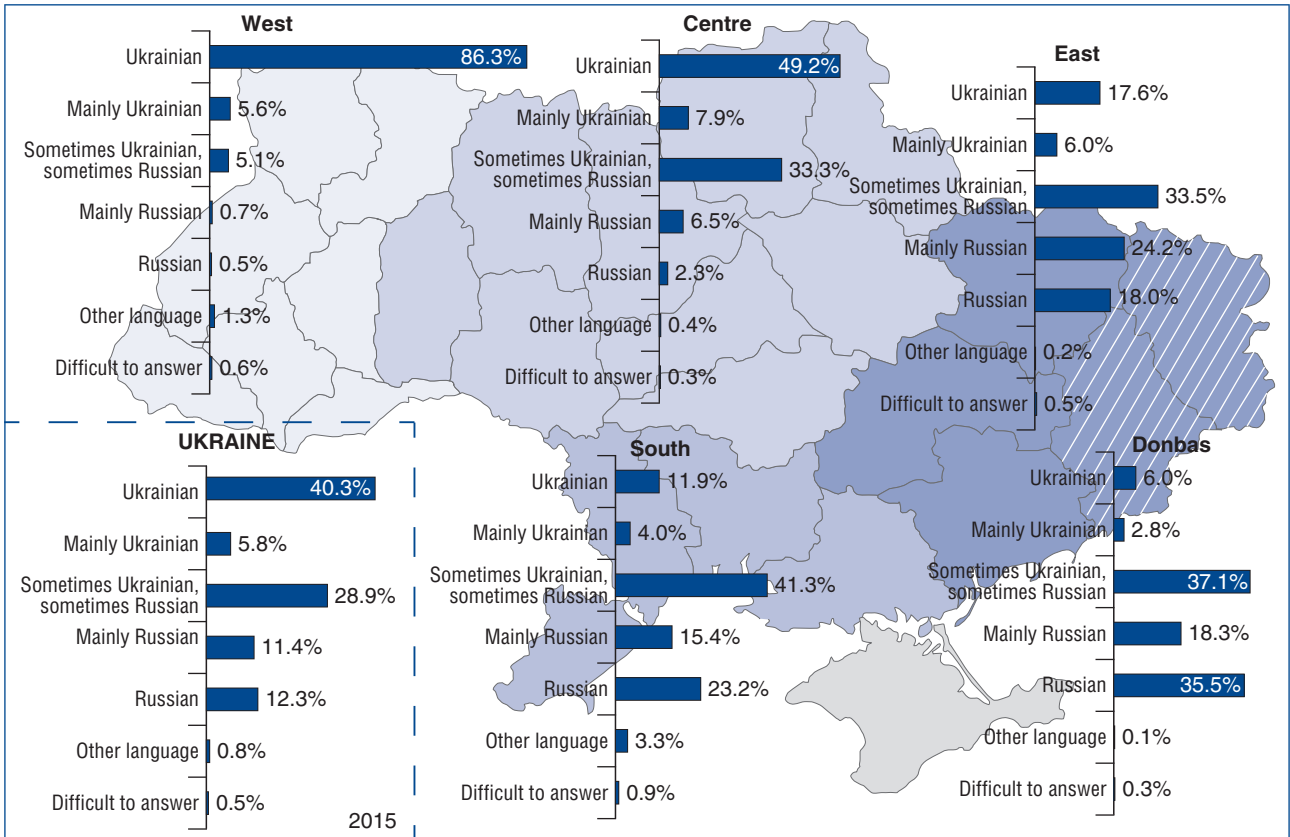 West
Ukrainian 86.3%
Mainly Ukrainian 5.6%
Sometimes Ukrainian,
sometimes Russian 5.1%
Mainly Russian 0.7%
Russian 0.5%
Other language 1.3%
Difficult to answer 0.6%
Centre
Ukrainian 49.2%
Mainly Ukrainian 7.9%
Sometimes Ukrainian,
sometimes Russian 33.3%
Mainly Russian 6.5%
Russian 2.3%
Other language 0.4%
Difficult to answer 0.3%
East
Ukrainian 17.6%
Mainly Ukrainian 6.0%
Sometimes Ukrainian,
sometimes Russian 33.5%
Mainly Russian 24.2%
Russian 18.0%
Other language 0.2%
Difficult to answer 0.5%
UKRAINE
Ukrainian 40.3%
Mainly Ukrainian 5.8%
Sometimes Ukrainian,
sometimes Russian 28.9%
Mainly Russian 11.4%
Russian 12.3%
Other language 0.8%
Difficult to answer 0.5%
2015
South
Ukrainian 11.9%
Mainly Ukrainian 4.0%
Sometimes Ukrainian,
sometimes Russian 41.3%
Mainly Russian 15.4%
Russian 23.2%
Other language 3.3%
Difficult to answer 0.9%
Donbas
Ukrainian 6.0%
Mainly Ukrainian 2.8%
Sometimes Ukrainian,
sometimes Russian 37.1%
Mainly Russian 18.3%
Russian 35.5%
Other language 0.1%
Difficult to answer 0.3%